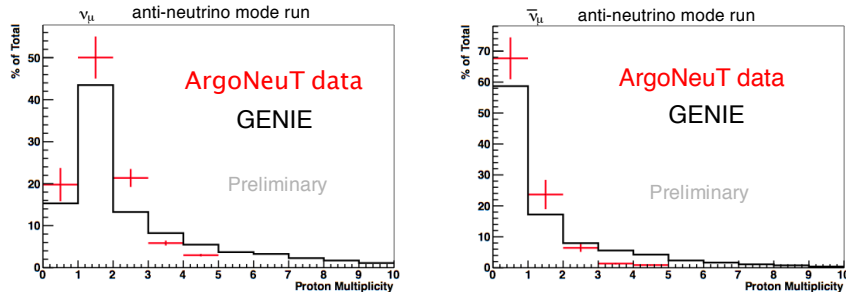 νμ anti-neutrino mode run
% of Total
50
40
30
20
10
0
ArgoNeuT data
GENIE
Preliminary
0 1 2 3 4 5 6 7 8 9 10
Proton Multiplicity
ν̅μ anti-neutrino mode run
% of Total
70
60
50
40
30
20
10
0
ArgoNeuT data
GENIE
Preliminary
0 1 2 3 4 5 6 7 8 9 10
Proton Multiplicity